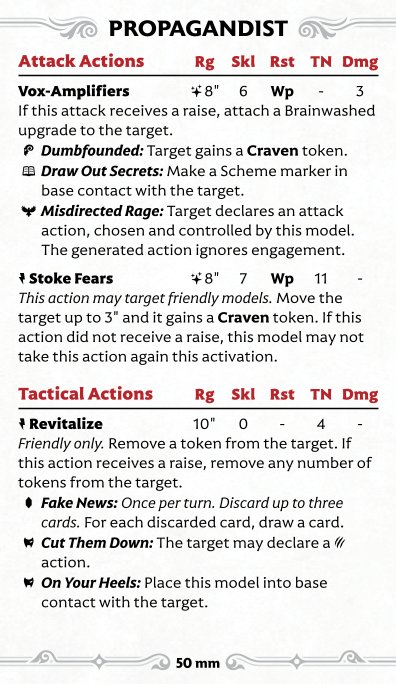 PROPAGANDIST
Attack Actions Rg Skl Rst TN Dmg
Vox-Amplifiers 8" 6 Wp - 3
If this attack receives a raise, attach a Brainwashed
upgrade to the target.
Dumbfounded: Target gains a Craven token.
Draw Out Secrets: Make a Scheme marker in
base contact with the target.
Misdirected Rage: Target declares an attack
action, chosen and controlled by this model.
The generated action ignores engagement.
Stoke Fears 8" 7 Wp 11 -
This action may target friendly models. Move the
target up to 3" and it gains a Craven token. If this
action did not receive a raise, this model may not
take this action again this activation.
Tactical Actions Rg Skl Rst TN Dmg
Revitalize 10" 0 - 4 -
Friendly only. Remove a token from the target. If
this action receives a raise, remove any number of
tokens from the target.
Fake News: Once per turn. Discard up to three
cards. For each discarded card, draw a card.
Cut Them Down: The target may declare a
action.
On Your Heels: Place this model into base
contact with the target.
50 mm